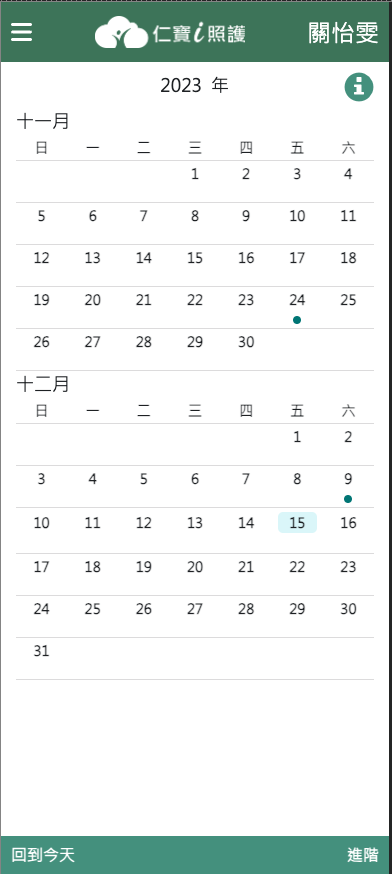 仁寶i照護 關怡雯
2023 年
十一月
日 一 二 三 四 五 六
1 2 3 4
5 6 7 8 9 10 11
12 13 14 15 16 17 18
19 20 21 22 23 24 25
26 27 28 29 30
十二月
日 一 二 三 四 五 六
1 2
3 4 5 6 7 8 9
10 11 12 13 14 15 16
17 18 19 20 21 22 23
24 25 26 27 28 29 30
31
回到今天 進階